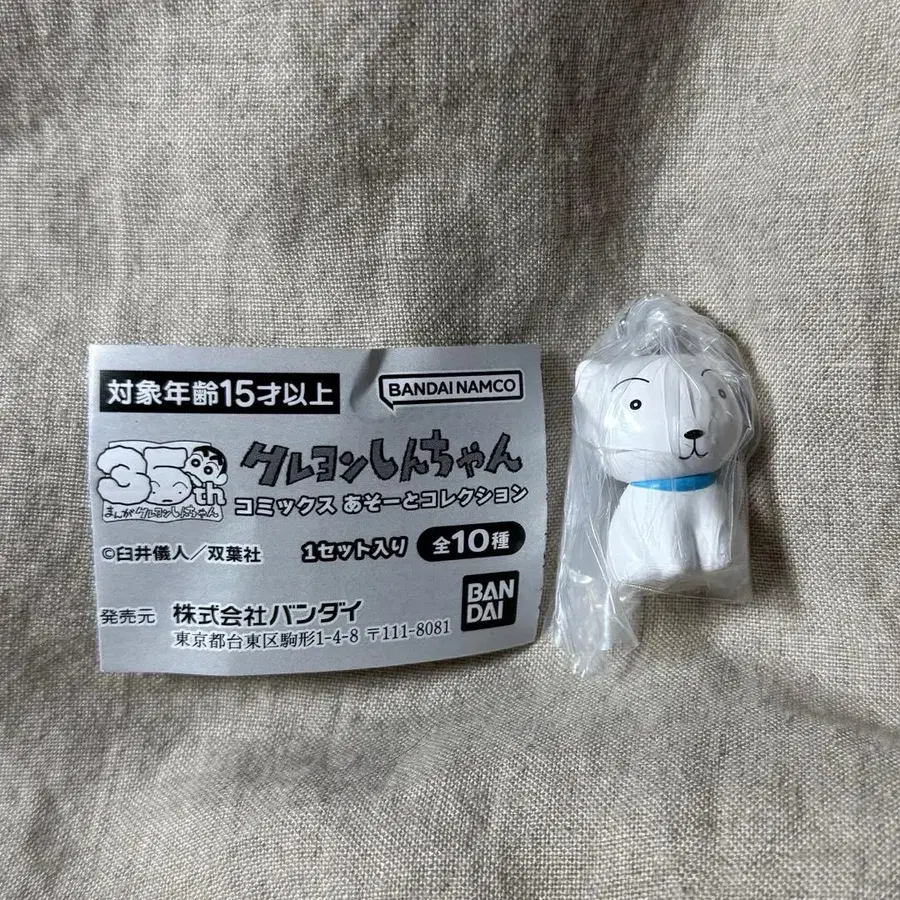 対象年齢15才以上
BANDAI NAMCO
35th
まんが クレヨンしんちゃん
クレヨンしんちゃん
コミックス あそーとコレクション
©臼井儀人／双葉社
1セット入り
全10種
発売元 株式会社バンダイ
東京都台東区駒形1-4-8 〒111-8081
BAN
DAI